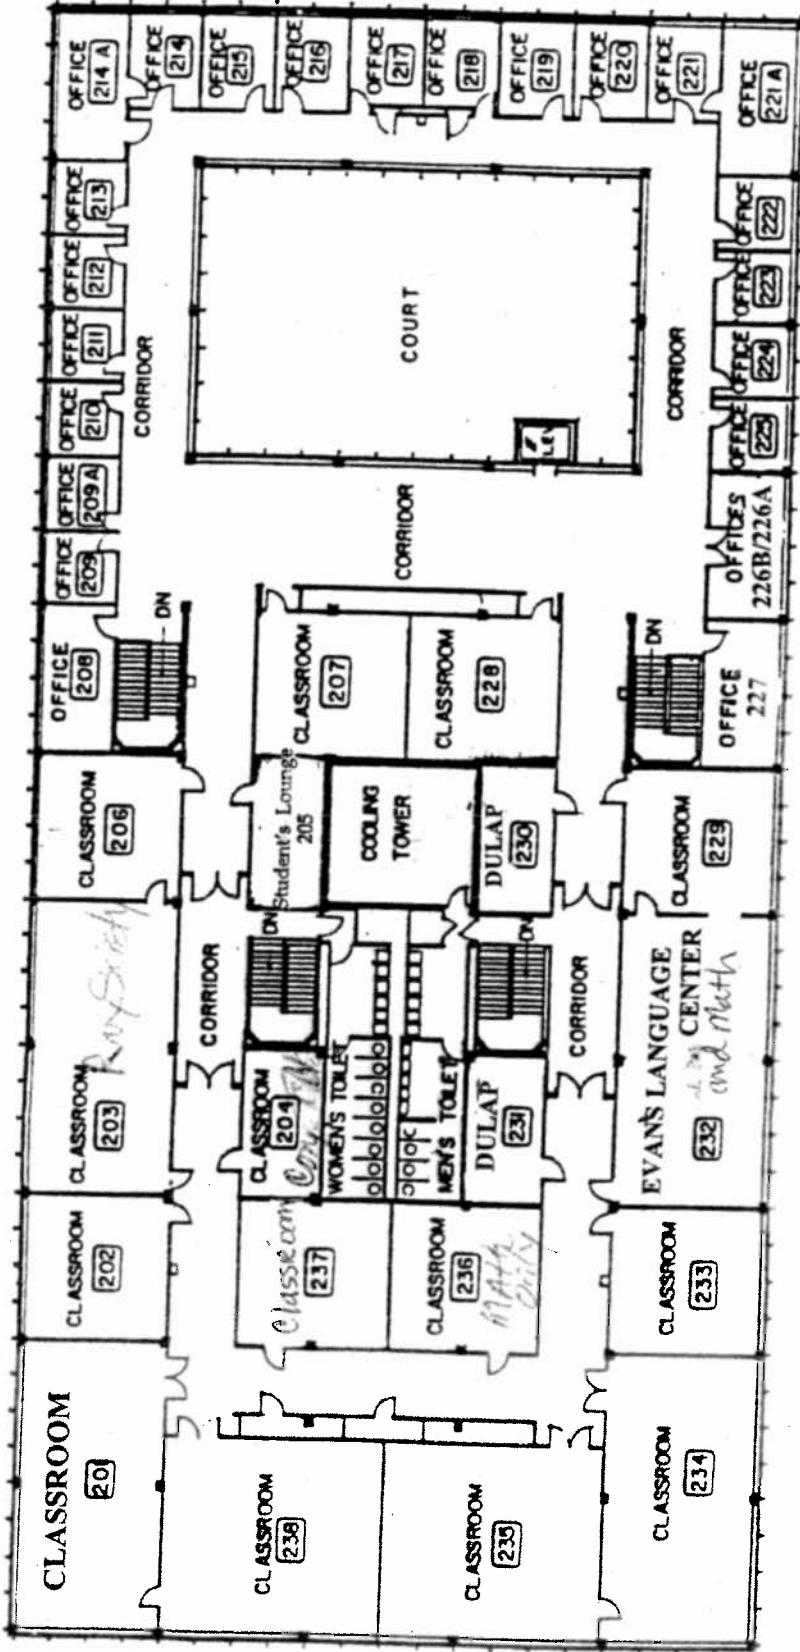 OFFICE
214 A
OFFICE
214
OFFICE
215
OFFICE
216
OFFICE
217
OFFICE
218
OFFICE
219
OFFICE
220
OFFICE
221
OFFICE
221 A
OFFICE
213
OFFICE
212
OFFICE
211
OFFICE
210
OFFICE
209 A
OFFICE
209
OFFICE
208
CORRIDOR
COURT
CORRIDOR
OFFICE
222
OFFICE
223
OFFICE
224
OFFICE
225
OFFICES
226B/226A
OFFICE
227
CORRIDOR
DN
DN
CLASSROOM
207
CLASSROOM
228
CLASSROOM
206
Student's Lounge
205
COOLING
TOWER
DULAP
230
CLASSROOM
229
CLASSROOM
203
CORRIDOR
DN
DN
CORRIDOR
EVANS LANGUAGE
CENTER
and Math
232
CLASSROOM
204
WOMEN'S TOILET
MEN'S TOILET
DULAP
231
CLASSROOM
202
Classroom
237
CLASSROOM
236
MATH
Only
CLASSROOM
233
CLASSROOM
201
CLASSROOM
238
CLASSROOM
235
CLASSROOM
234